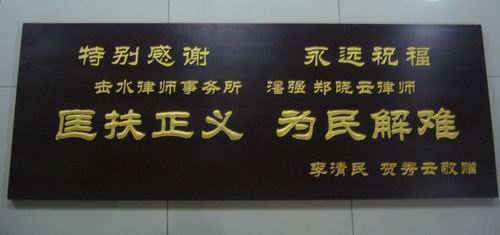 特别感谢 永远祝福
击水律师事务所 潘强 郑晓云律师
匡扶正义 为民解难
李清民 贺秀云敬赠